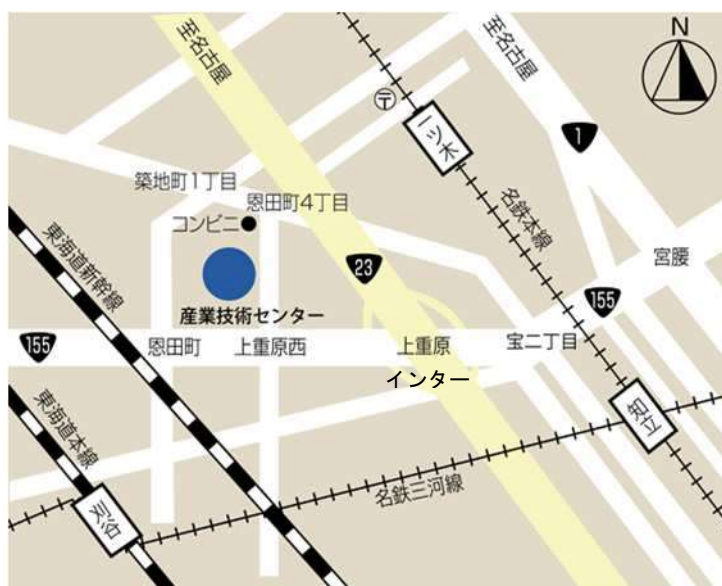 至名古屋
至名古屋
N
〒
一ツ木
1
築地町1丁目
恩田町4丁目
コンビニ
名鉄本線
東海道新幹線
23
宮腰
155
産業技術センター
155
恩田町
上重原西
上重原
インター
宝二丁目
東海道本線
知立
名鉄三河線
刈谷